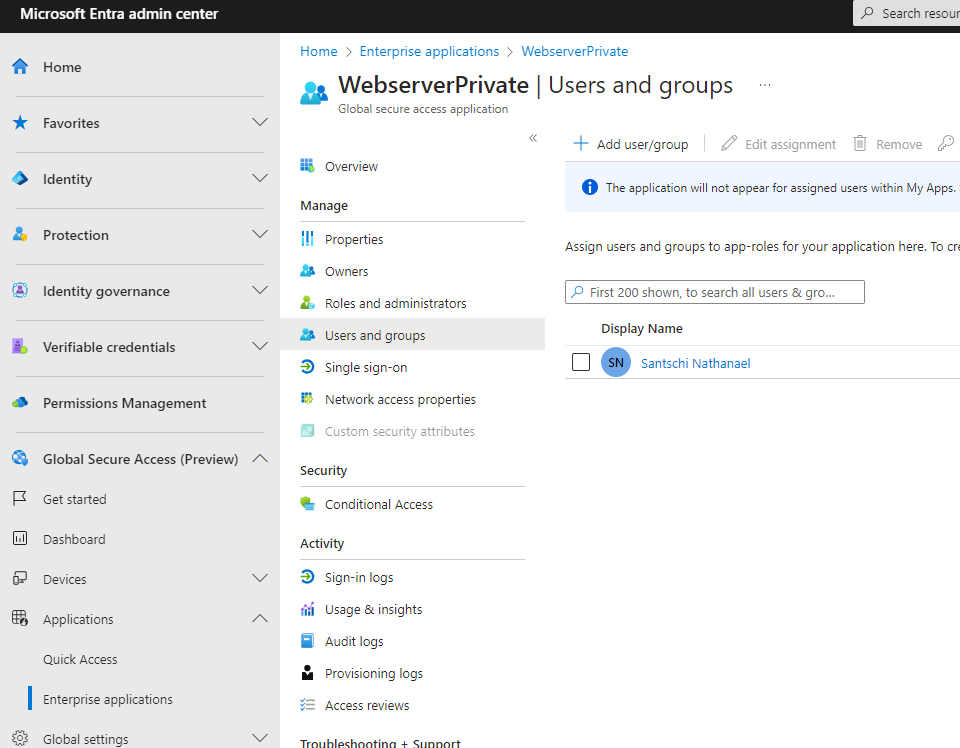 Microsoft Entra admin center
Search resour
Home
Favorites
Identity
Protection
Identity governance
Verifiable credentials
Permissions Management
Global Secure Access (Preview)
Get started
Dashboard
Devices
Applications
Quick Access
Enterprise applications
Global settings
Home > Enterprise applications > WebserverPrivate
WebserverPrivate | Users and groups ...
Global secure access application
Overview
Manage
Properties
Owners
Roles and administrators
Users and groups
Single sign-on
Network access properties
Custom security attributes
Security
Conditional Access
Activity
Sign-in logs
Usage & insights
Audit logs
Provisioning logs
Access reviews
Troubleshooting + Support
Add user/group
Edit assignment
Remove
The application will not appear for assigned users within My Apps.
Assign users and groups to app-roles for your application here. To cre
First 200 shown, to search all users & gro...
Display Name
SN Santschi Nathanael